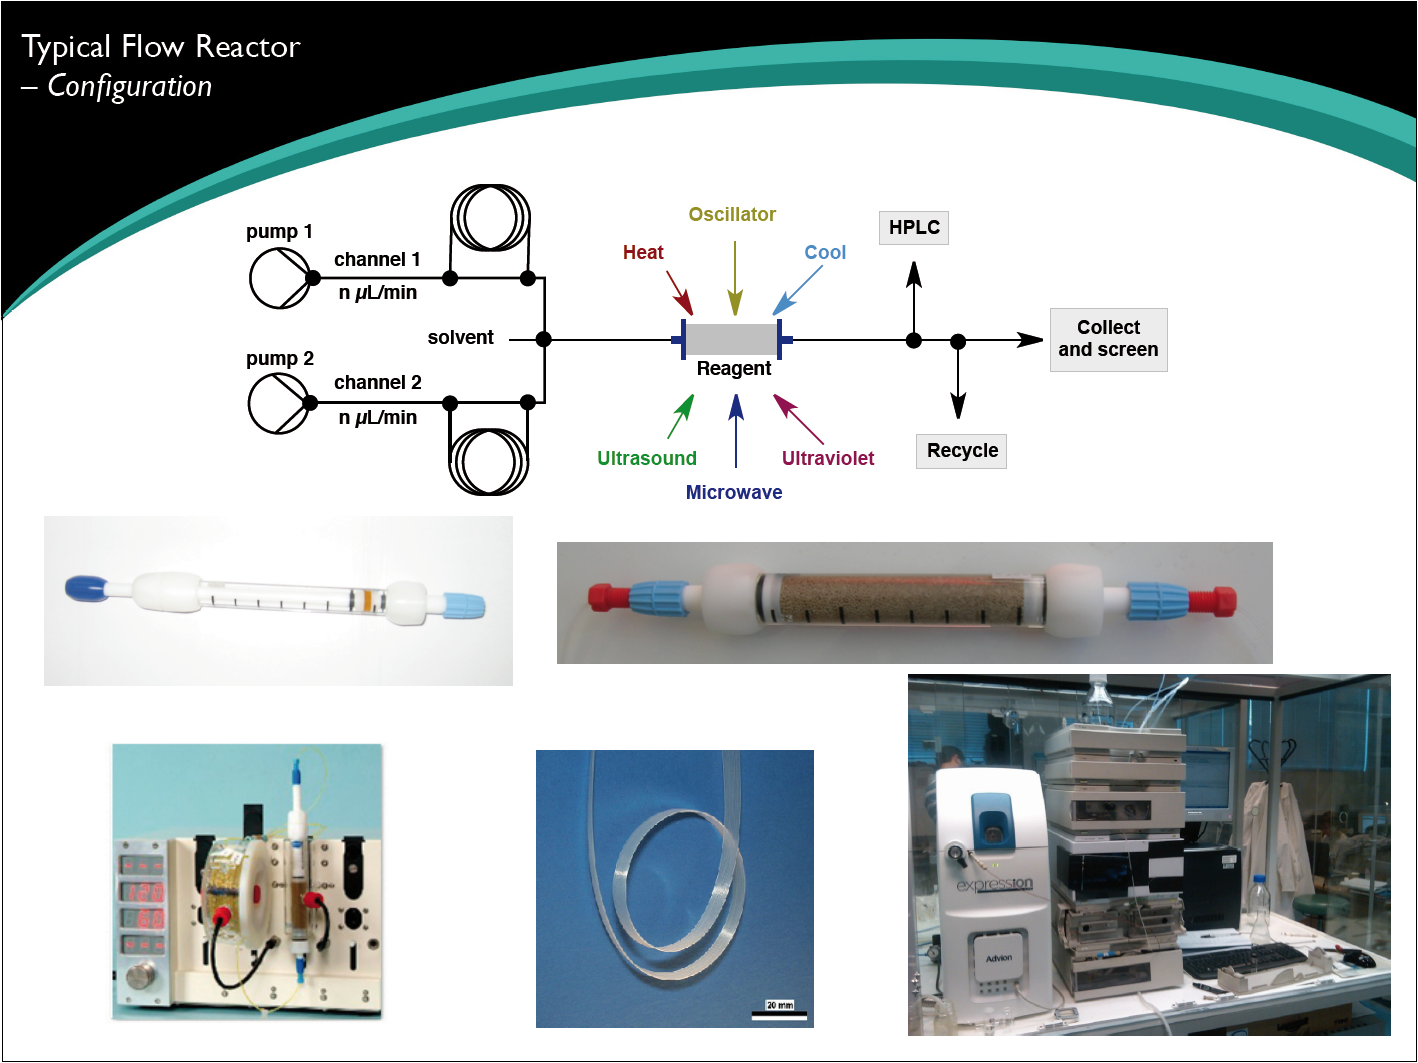 Typical Flow Reactor
– Configuration
pump 1
channel 1
n µL/min
solvent
pump 2
channel 2
n µL/min
Oscillator
Heat
Cool
Reagent
Ultrasound
Microwave
Ultraviolet
HPLC
Collect
and screen
Recycle
20 mm
expression
Advion